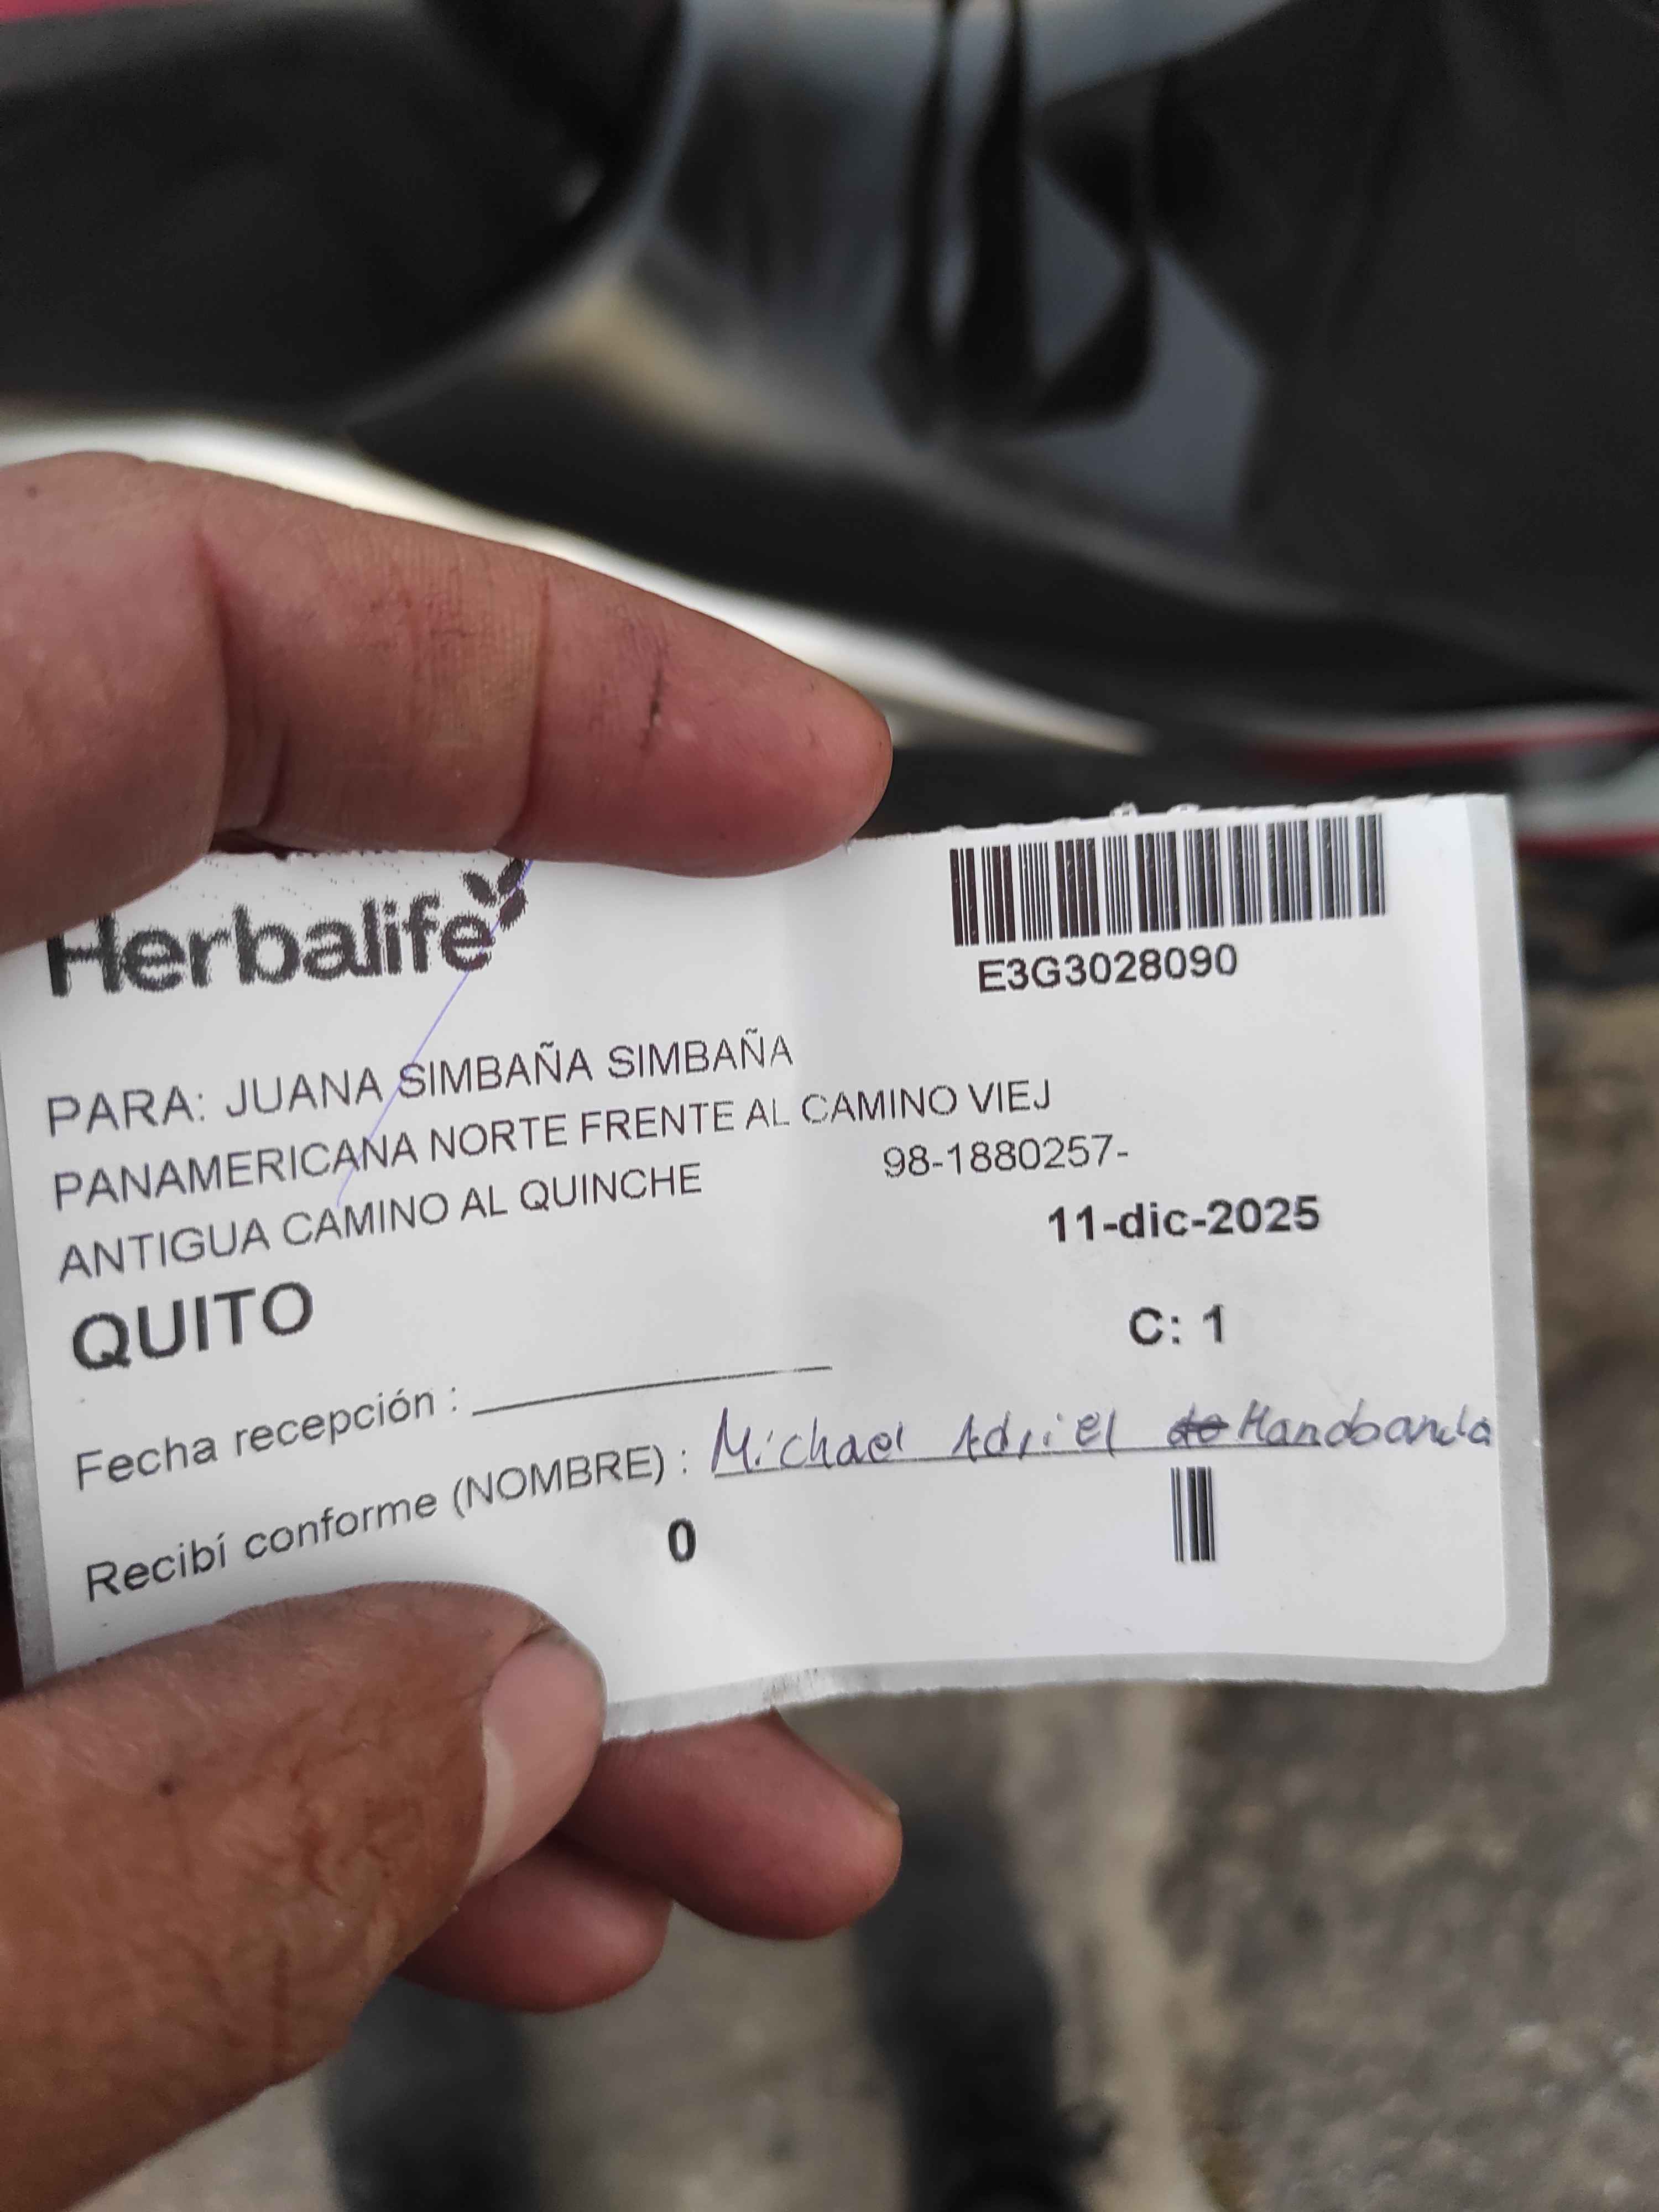 Herbalife
E3G3028090
PARA: JUANA SIMBAÑA SIMBAÑA
PANAMERICANA NORTE FRENTE AL CAMINO VIEJ
ANTIGUA CAMINO AL QUINCHE 98-1880257-
11-dic-2025
QUITO
C: 1
Fecha recepción :
Recibí conforme (NOMBRE) : Michael Adriel Manobanda
0